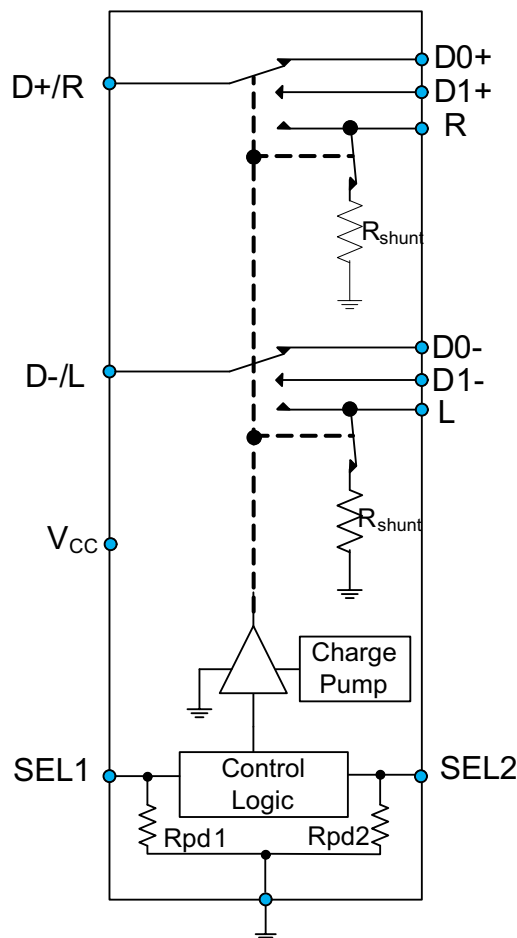 D+/R
D0+
D1+
R
Rshunt
D-/L
D0-
D1-
L
Rshunt
VCC
Charge
Pump
SEL1
Control
Logic
SEL2
Rpd1
Rpd2